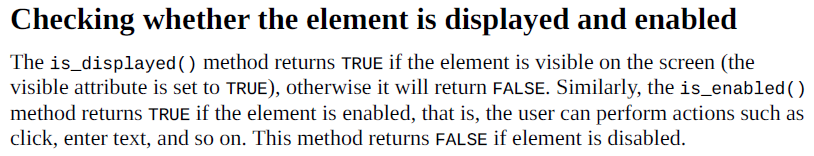 Checking whether the element is displayed and enabled
The is_displayed() method returns TRUE if the element is visible on the screen (the
visible attribute is set to TRUE), otherwise it will return FALSE. Similarly, the is_enabled()
method returns TRUE if the element is enabled, that is, the user can perform actions such as
click, enter text, and so on. This method returns FALSE if element is disabled.